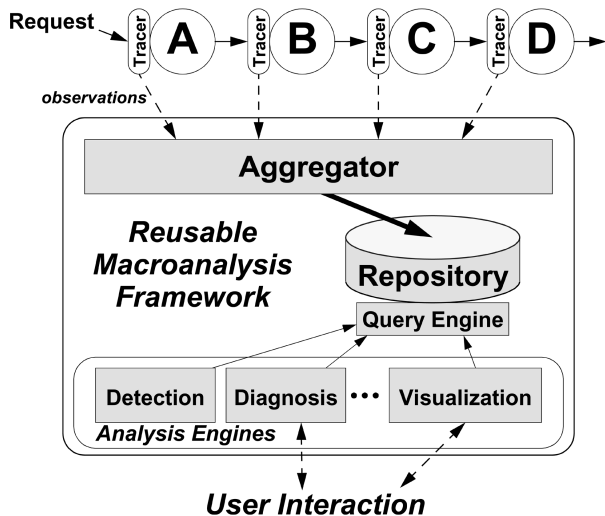 Request
Tracer A Tracer B Tracer C Tracer D
observations
Aggregator
Reusable
Macroanalysis
Framework
Repository
Query Engine
Detection Diagnosis ••• Visualization
Analysis Engines
User Interaction